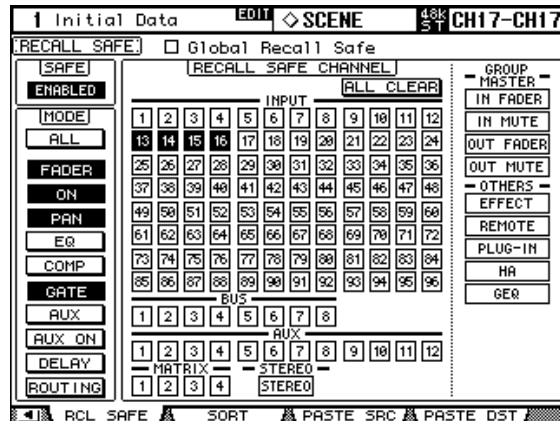 1 Initial Data EDIT ◇SCENE 48k ST CH17-CH17
RECALL SAFE □ Global Recall Safe
SAFE
ENABLED
MODE
ALL
FADER
ON
PAN
EQ
COMP
GATE
AUX
AUX ON
DELAY
ROUTING
RECALL SAFE CHANNEL
ALL CLEAR
INPUT
1 2 3 4 5 6 7 8 9 10 11 12
13 14 15 16 17 18 19 20 21 22 23 24
25 26 27 28 29 30 31 32 33 34 35 36
37 38 39 40 41 42 43 44 45 46 47 48
49 50 51 52 53 54 55 56 57 58 59 60
61 62 63 64 65 66 67 68 69 70 71 72
73 74 75 76 77 78 79 80 81 82 83 84
85 86 87 88 89 90 91 92 93 94 95 96
BUS
1 2 3 4 5 6 7 8
AUX
1 2 3 4 5 6 7 8 9 10 11 12
MATRIX STEREO
1 2 3 4 STEREO
GROUP
MASTER
IN FADER
IN MUTE
OUT FADER
OUT MUTE
OTHERS
EFFECT
REMOTE
PLUG-IN
HA
GEQ
RCL SAFE SORT PASTE SRC PASTE DST